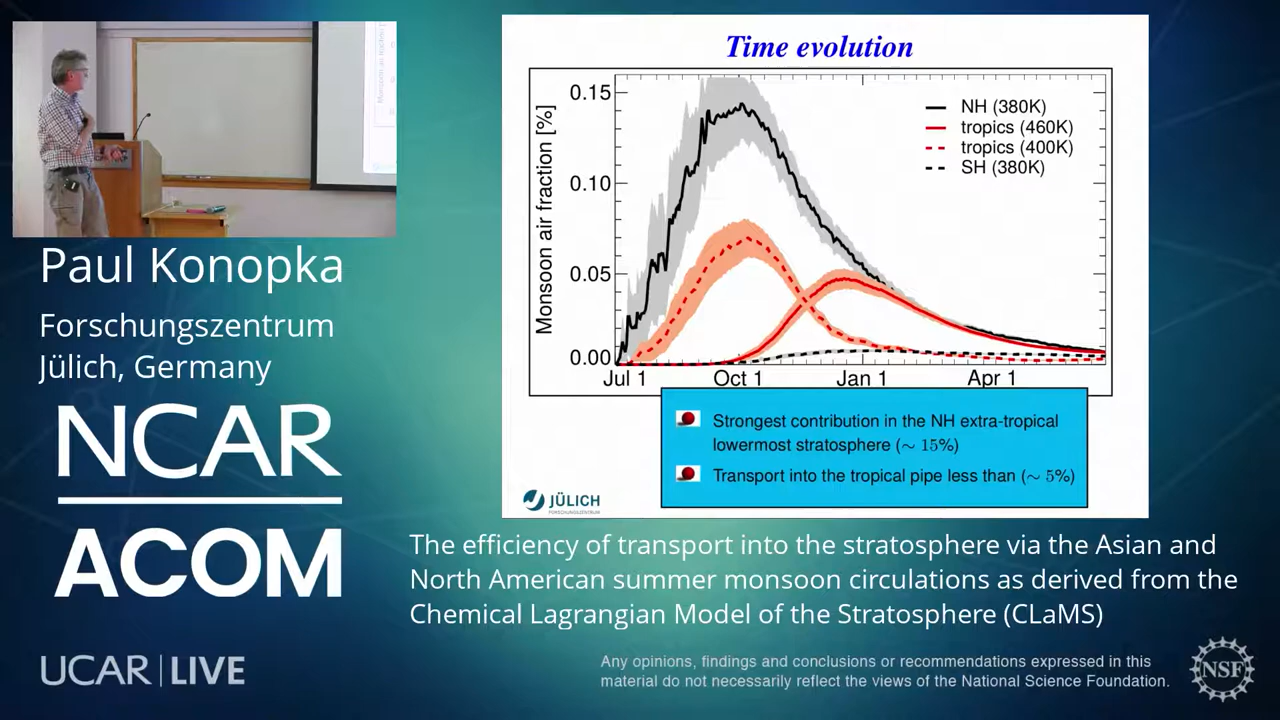 Time evolution
0.15
0.10
0.05
0.00
Monsoon air fraction [%]
NH (380K)
tropics (460K)
tropics (400K)
SH (380K)
Jul 1
Oct 1
Jan 1
Apr 1
Strongest contribution in the NH extra-tropical
lowermost stratosphere (∼ 15%)
Transport into the tropical pipe less than (∼ 5%)
JÜLICH
FORSCHUNGSZENTRUM
Paul Konopka
Forschungszentrum
Jülich, Germany
NCAR
ACOM
UCAR | LIVE
The efficiency of transport into the stratosphere via the Asian and
North American summer monsoon circulations as derived from the
Chemical Lagrangian Model of the Stratosphere (CLaMS)
Any opinions, findings and conclusions or recommendations expressed in this
material do not necessarily reflect the views of the National Science Foundation.
NSF